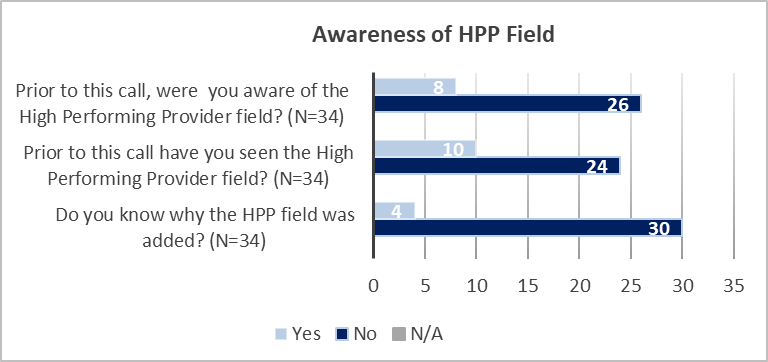 Awareness of HPP Field
Prior to this call, were  you aware of the
High Performing Provider field? (N=34)
8
26
Prior to this call have you seen the High
Performing Provider field? (N=34)
10
24
Do you know why the HPP field was
added? (N=34)
4
30
0 5 10 15 20 25 30 35
Yes No N/A